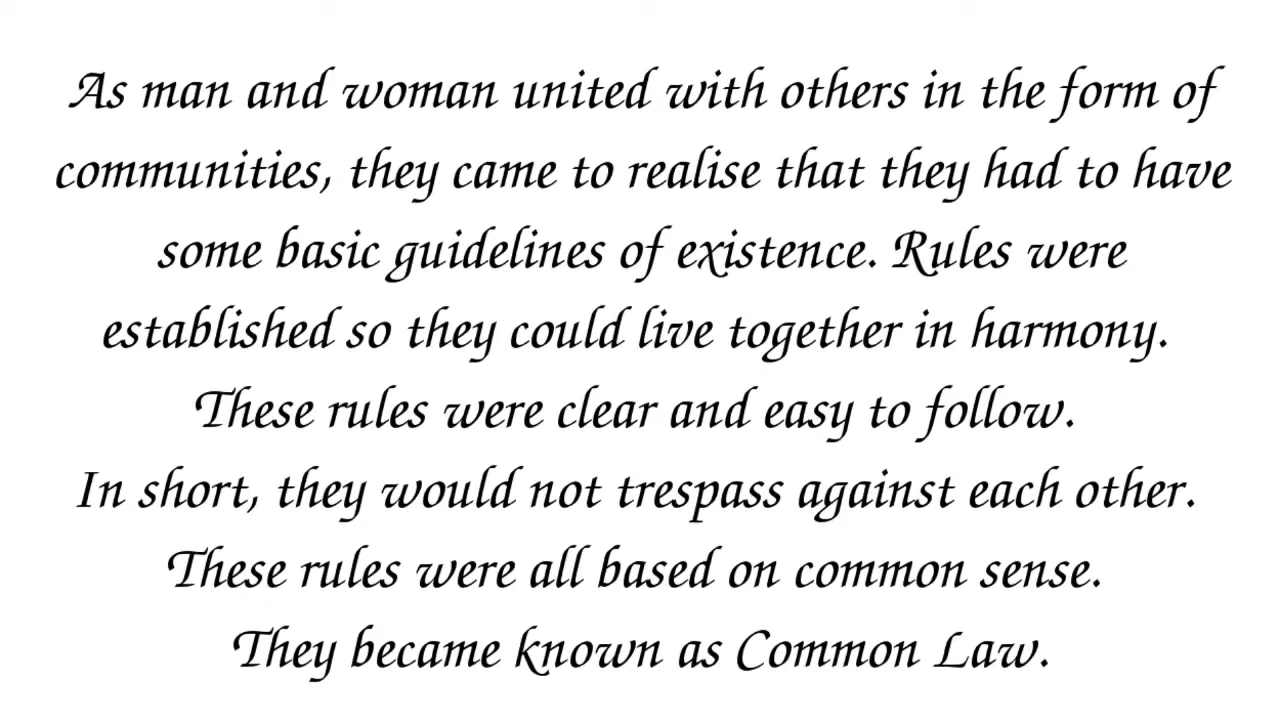 As man and woman united with others in the form of
communities, they came to realise that they had to have
some basic guidelines of existence. Rules were
established so they could live together in harmony.
These rules were clear and easy to follow.
In short, they would not trespass against each other.
These rules were all based on common sense.
They became known as Common Law.